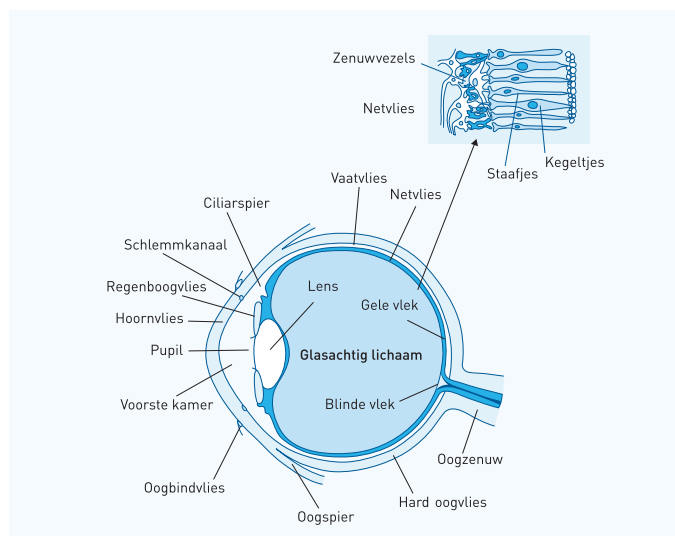 Zenuwvezels
Netvlies
Kegeltjes
Staafjes
Vaatvlies
Netvlies
Ciliarspier
Schlemmkanaal
Regenboogvlies
Lens
Gele vlek
Hoornvlies
Pupil
Glasachtig lichaam
Voorste kamer
Blinde vlek
Oogzenuw
Oogbindvlies
Hard oogvlies
Oogspier